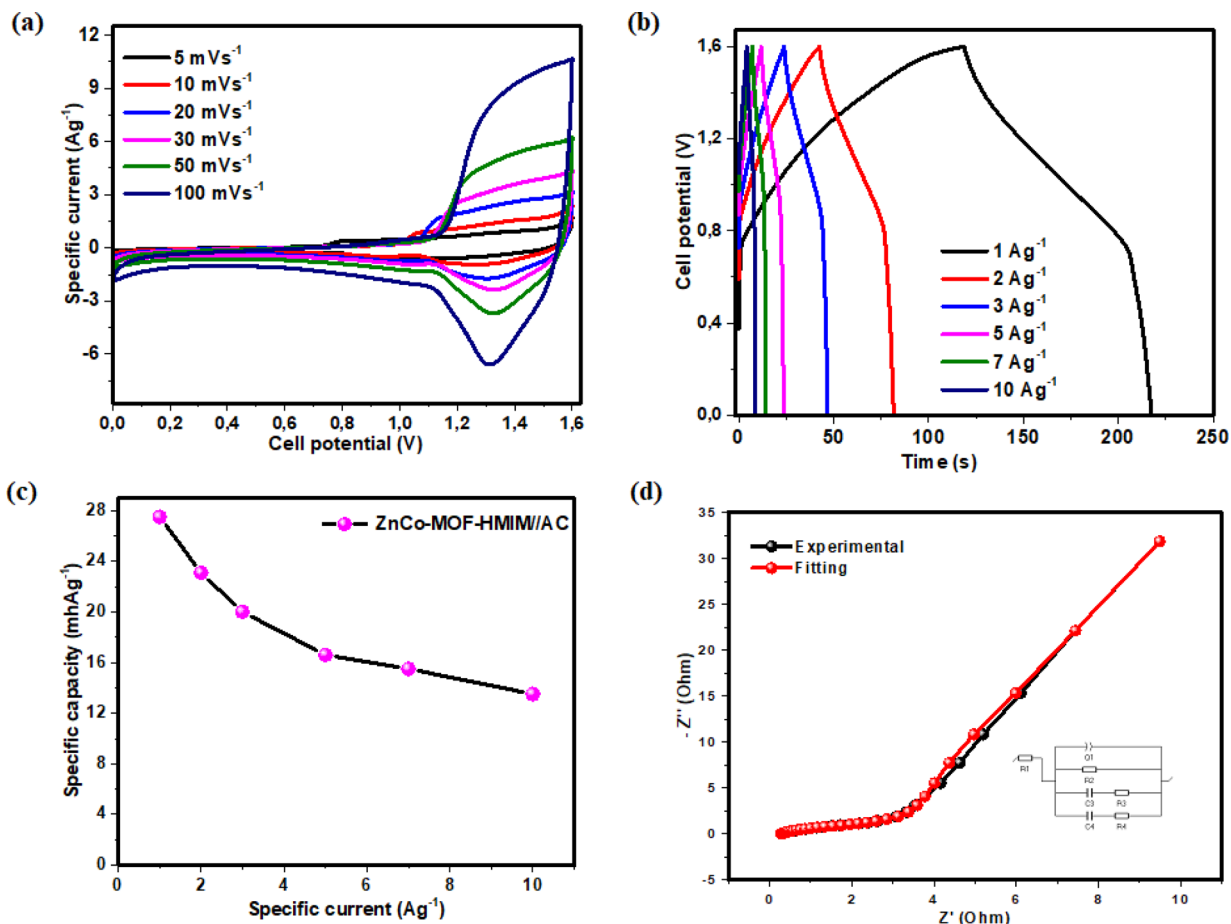 (a)
12
9
6
3
0
-3
-6
Specific current (Ag⁻¹)
5 mVs⁻¹
10 mVs⁻¹
20 mVs⁻¹
30 mVs⁻¹
50 mVs⁻¹
100 mVs⁻¹
0,0 0,2 0,4 0,6 0,8 1,0 1,2 1,4 1,6
Cell potential (V)
(b)
1,6
1,2
0,8
0,4
0,0
Cell potential (V)
1 Ag⁻¹
2 Ag⁻¹
3 Ag⁻¹
5 Ag⁻¹
7 Ag⁻¹
10 Ag⁻¹
0 50 100 150 200 250
Time (s)
(c)
28
24
20
16
12
8
4
0
Specific capacity (mhAg⁻¹)
ZnCo-MOF-HMIM//AC
0 2 4 6 8 10
Specific current (Ag⁻¹)
(d)
35
30
25
20
15
10
5
0
-5
- Z'' (Ohm)
Experimental
Fitting
R1
Q1
R2
C3 R3
C4 R4
0 2 4 6 8 10
Z' (Ohm)